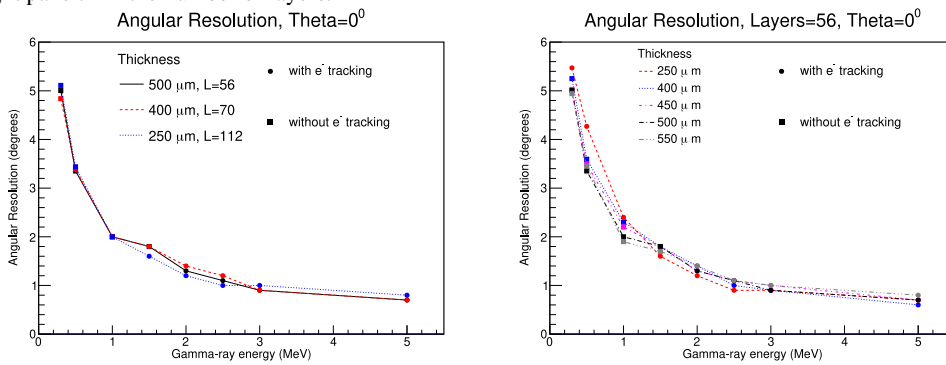 Angular Resolution, Theta=0⁰
Angular Resolution (degrees)
6
5
4
3
2
1
0
Thickness
500 μm, L=56
400 μm, L=70
250 μm, L=112
with e⁻ tracking
without e⁻ tracking
0 1 2 3 4 5
Gamma-ray energy (MeV)
Angular Resolution, Layers=56, Theta=0⁰
Angular Resolution (degrees)
6
5
4
3
2
1
0
Thickness
250 μ m
400 μ m
450 μ m
500 μ m
550 μ m
with e⁻ tracking
without e⁻ tracking
0 1 2 3 4 5
Gamma-ray energy (MeV)